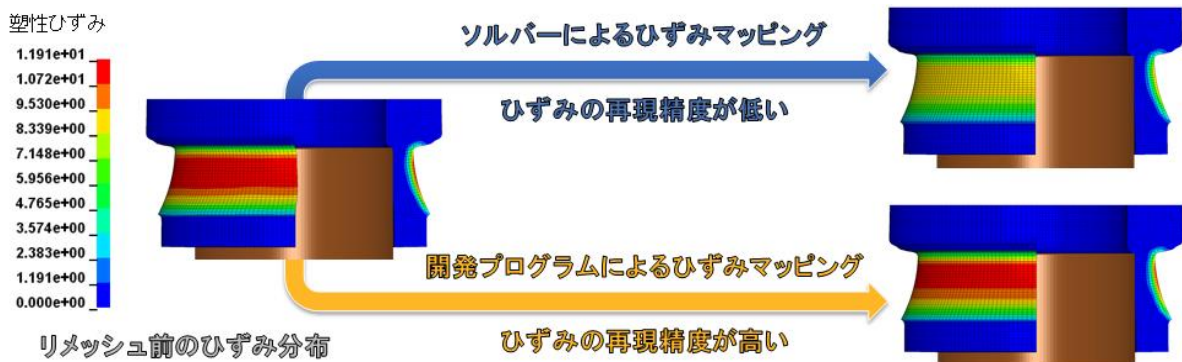 塑性ひずみ
1.191e+01
1.072e+01
9.530e+00
8.339e+00
7.148e+00
5.956e+00
4.765e+00
3.574e+00
2.383e+00
1.191e+00
0.000e+00
リメッシュ前のひずみ分布
ソルバーによるひずみマッピング
ひずみの再現精度が低い
開発プログラムによるひずみマッピング
ひずみの再現精度が高い